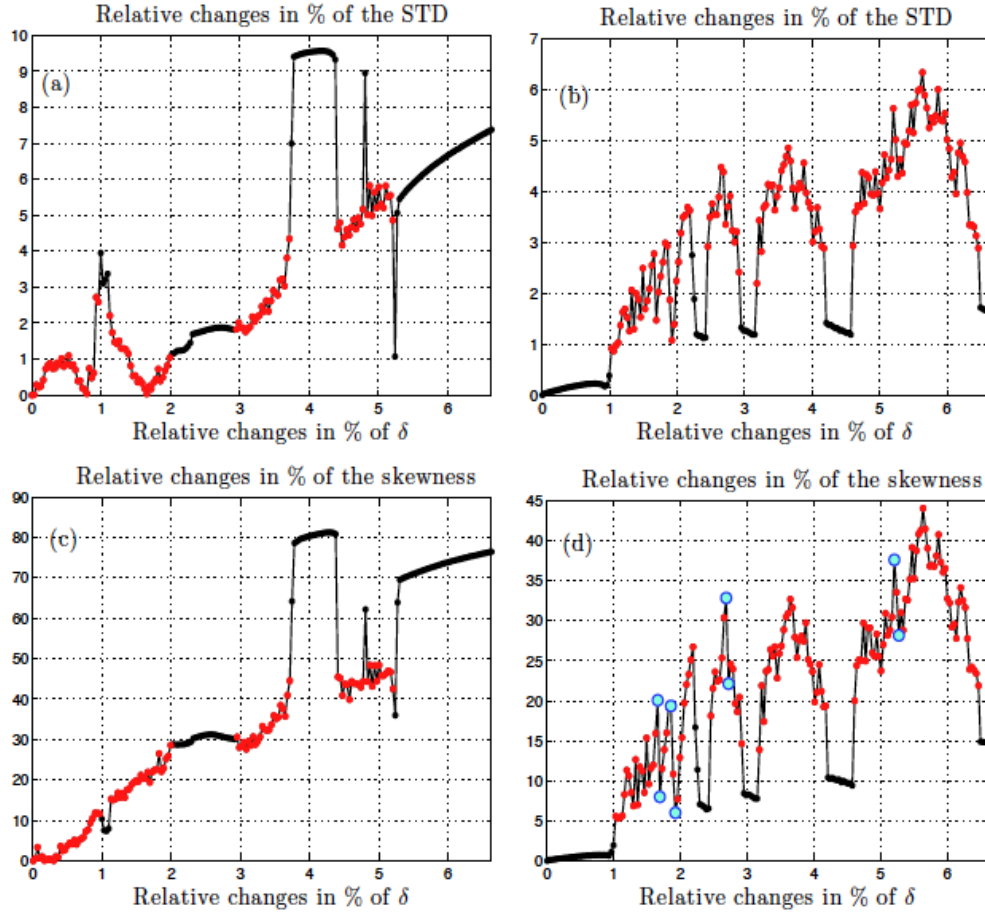 Relative changes in % of the STD
10
9
8
7
6
5
4
3
2
1
0
(a)
0 1 2 3 4 5 6
Relative changes in % of δ
Relative changes in % of the STD
7
6
5
4
3
2
1
0
(b)
0 1 2 3 4 5 6
Relative changes in % of δ
Relative changes in % of the skewness
90
80
70
60
50
40
30
20
10
0
(c)
0 1 2 3 4 5 6
Relative changes in % of δ
Relative changes in % of the skewness
45
40
35
30
25
20
15
10
5
0
(d)
0 1 2 3 4 5 6
Relative changes in % of δ